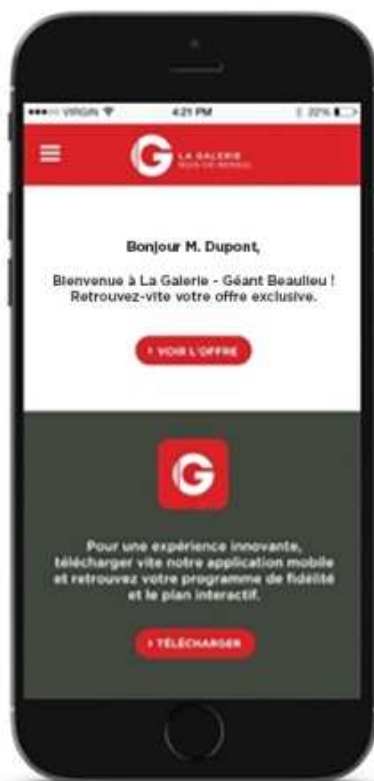 VIRGIN 4:21 PM 22%
G LA GALERIE
Bonjour M. Dupont,
Bienvenue à La Galerie - Géant Beaulieu !
Retrouvez-vite votre offre exclusive.
› VOIR L'OFFRE
G
Pour une expérience innovante,
télécharger vite notre application mobile
et retrouvez votre programme de fidélité
et le plan interactif.
› TÉLÉCHARGER